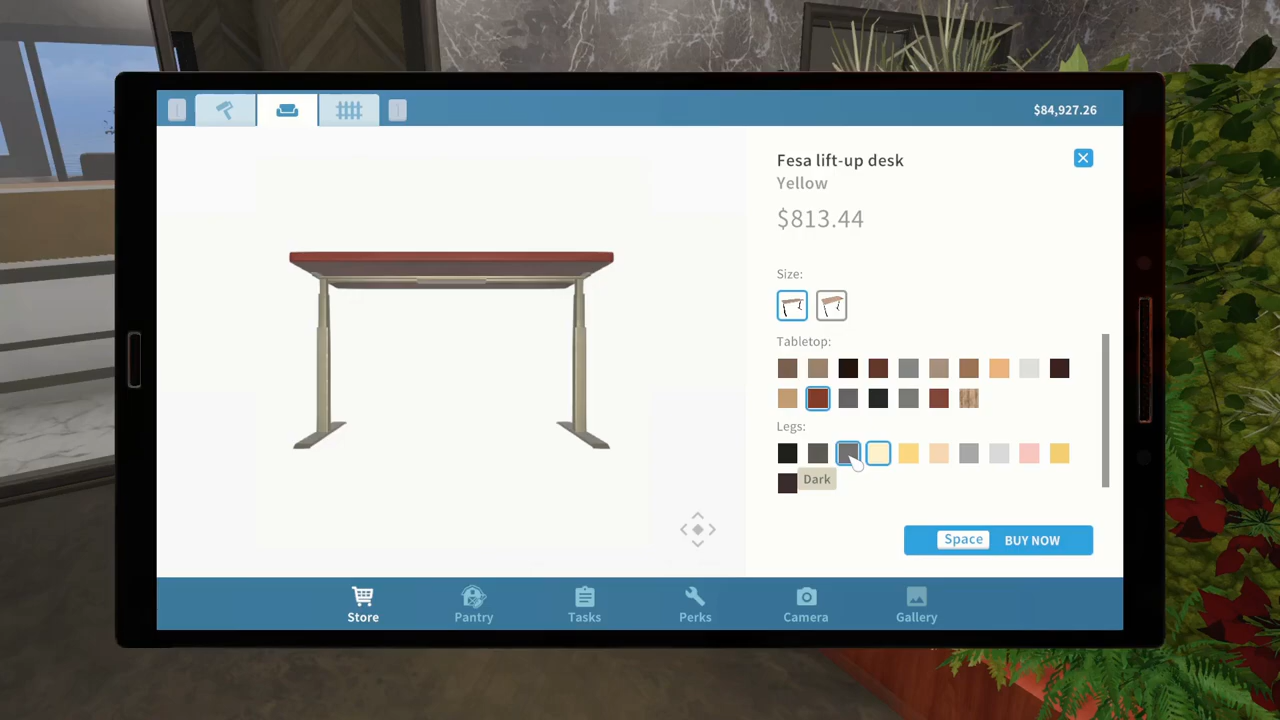 $84,927.26
Fesa lift-up desk
Yellow
$813.44
Size:
Tabletop:
Legs:
Dark
Space BUY NOW
Store Pantry Tasks Perks Camera Gallery